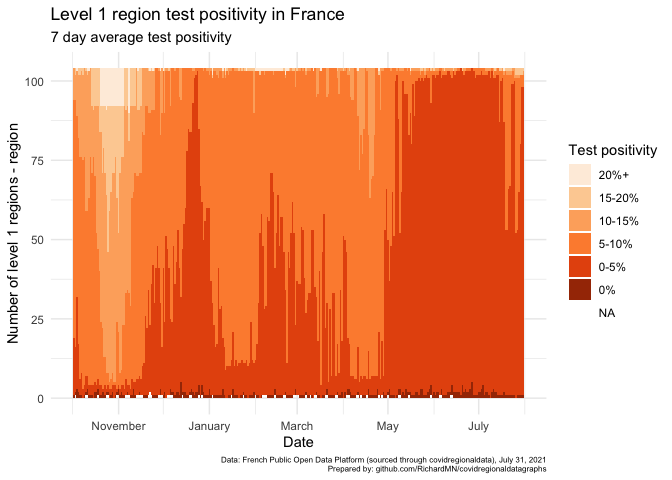 Level 1 region test positivity in France
7 day average test positivity
Number of level 1 regions - region
100
75
50
25
0
November
January
March
May
July
Date
Test positivity
20%+
15-20%
10-15%
5-10%
0-5%
0%
NA
Data: French Public Open Data Platform (sourced through covidregionaldata), July 31, 2021
Prepared by: github.com/RichardMN/covidregionaldatagraphs